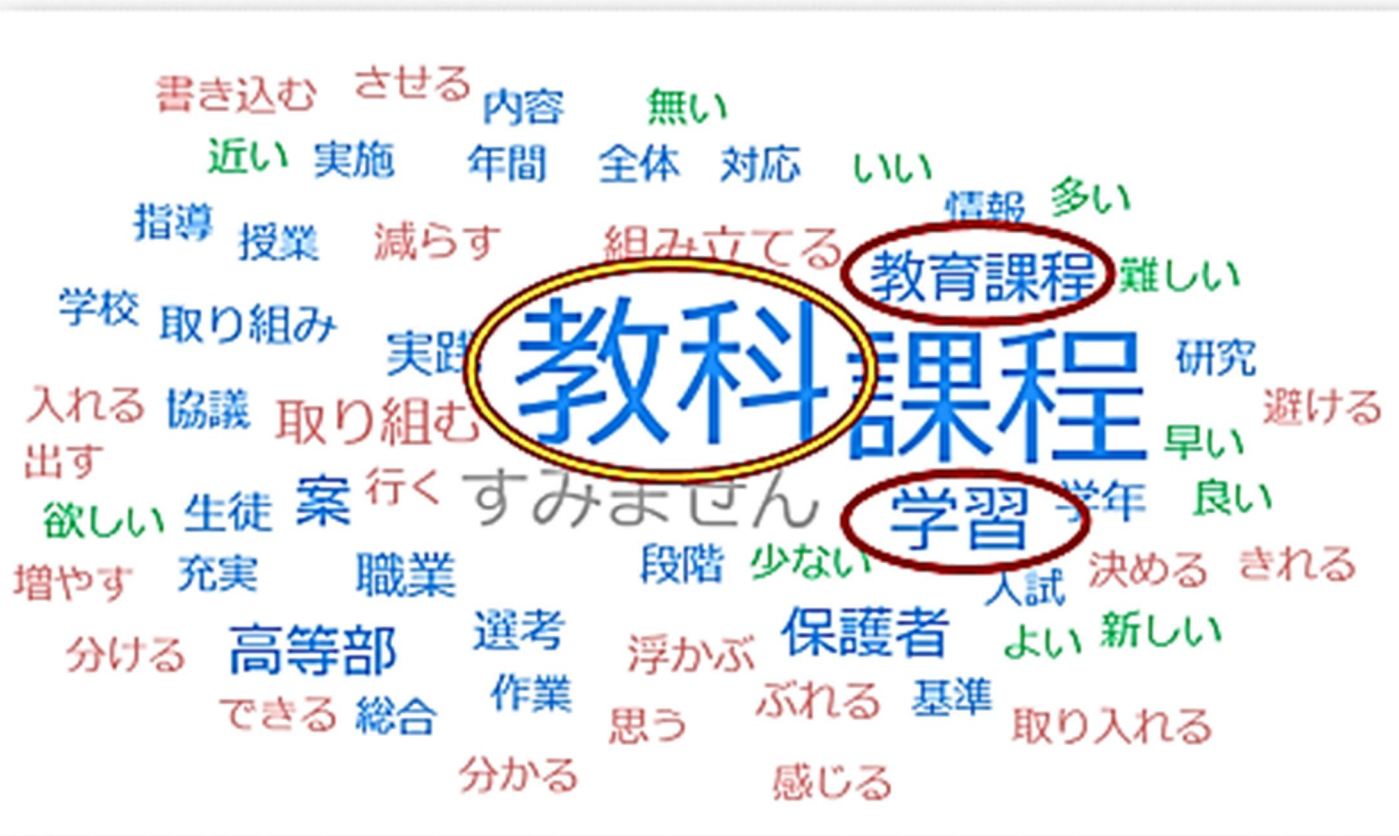 書き込む させる 内容 無い
近い 実施 年間 全体 対応 いい
情報 多い
指導 授業 減らす 組み立てる
教育課程 難しい
学校 取り組み 実践 教科 課程 研究
入れる 協議 取り組む 避ける
出す 早い
欲しい 生徒 案 行く すみません 学習 学年 良い
増やす 充実 職業 段階 少ない 入試 決める きれる
分ける 高等部 選考 浮かぶ 保護者 よい 新しい
できる 総合 作業 思う ぶれる 基準 取り入れる
分かる 感じる